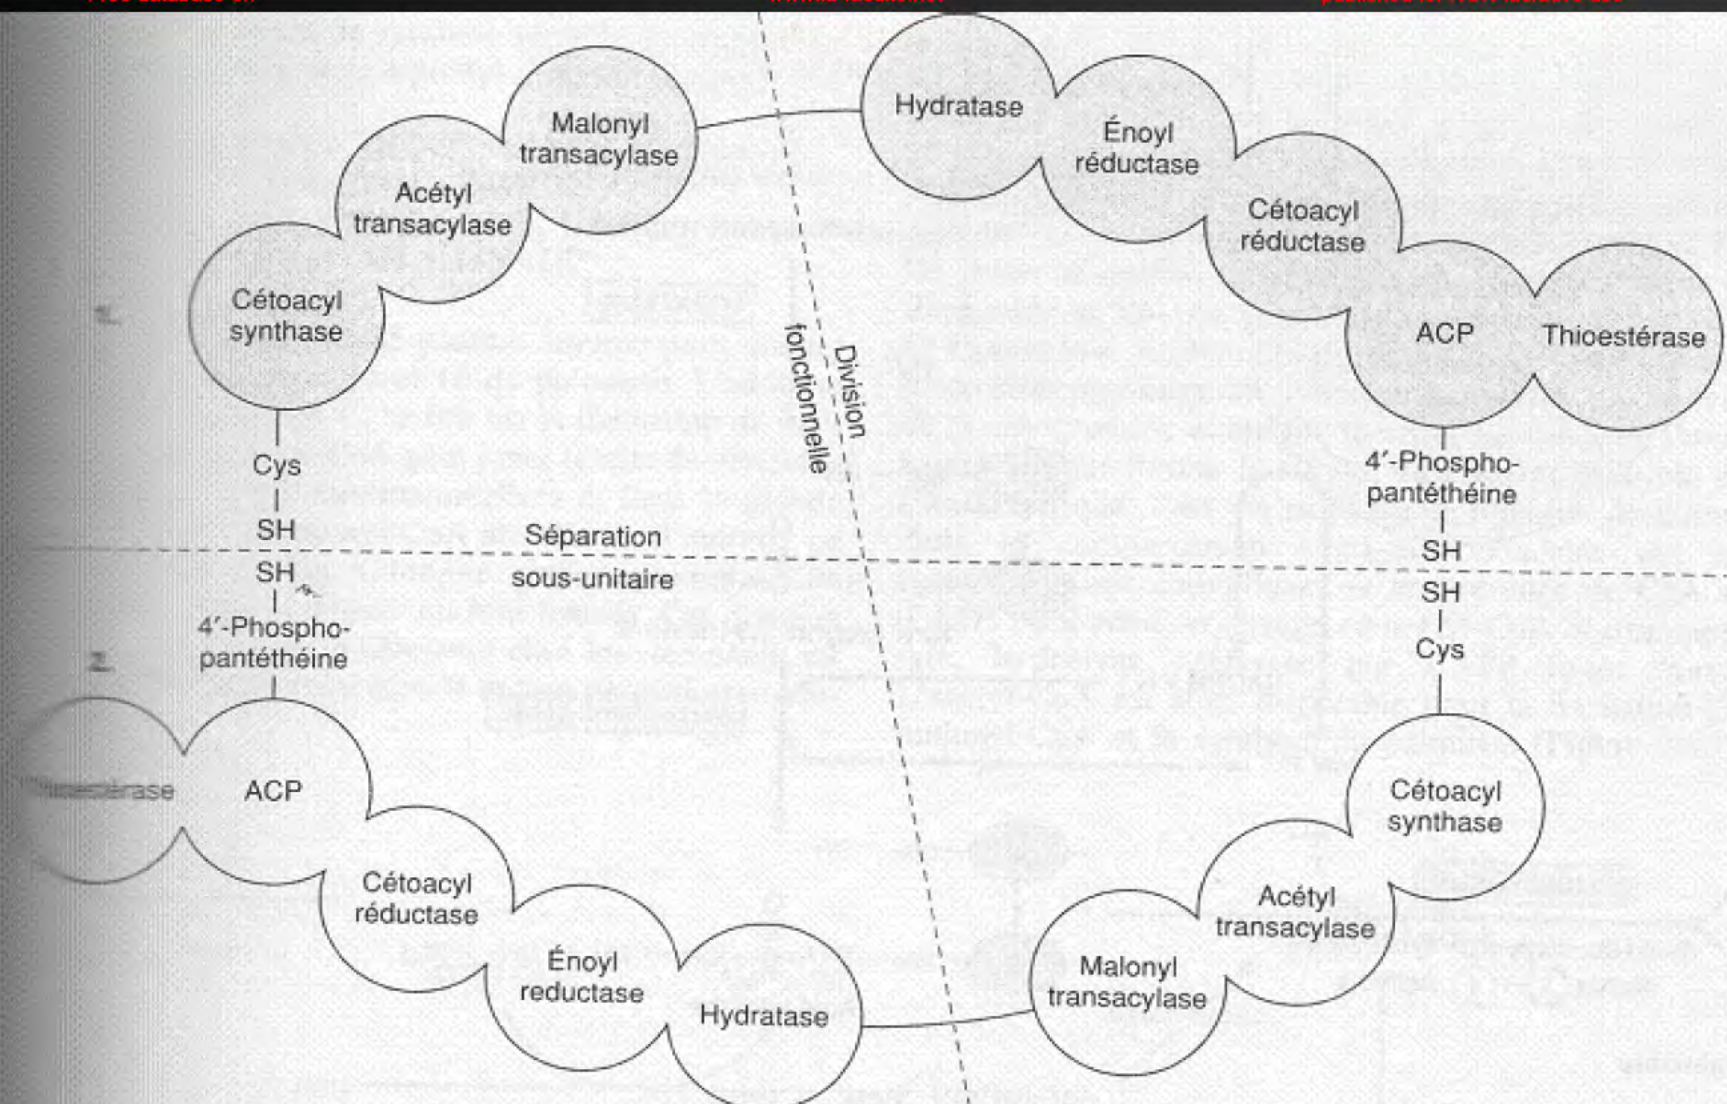 Hydratase
Malonyl
transacylase
Énoyl
réductase
Acétyl
transacylase
Cétoacyl
réductase
Cétoacyl
synthase
ACP
Thioestérase
Division
fonctionnelle
Cys
SH
4′-Phospho-
pantéthéine
SH
Séparation
sous-unitaire
SH
4′-Phospho-
pantéthéine
SH
Cys
ACP
Cétoacyl
synthase
Cétoacyl
réductase
Acétyl
transacylase
Énoyl
reductase
Malonyl
transacylase
Hydratase